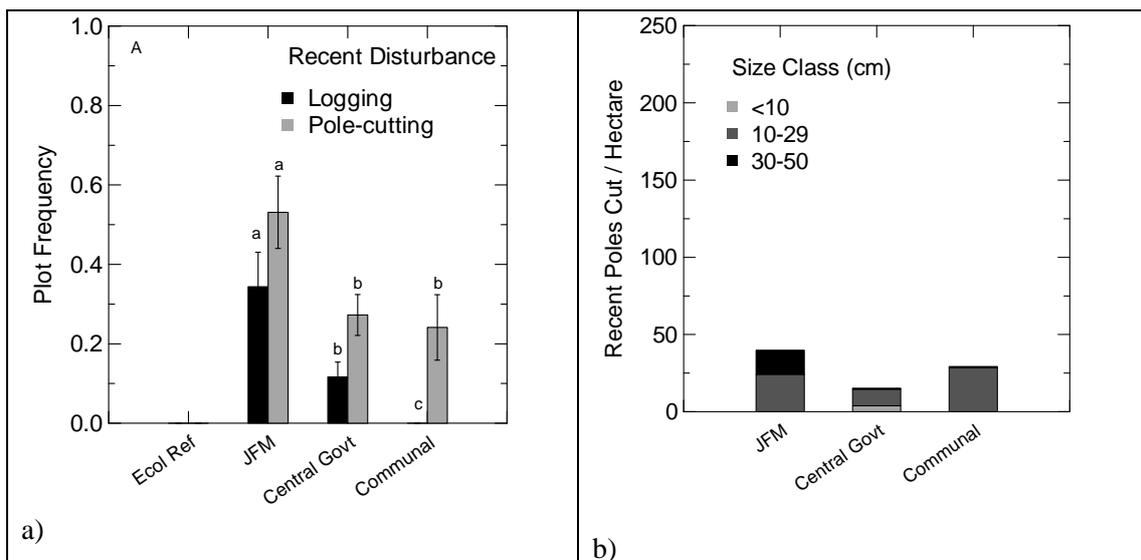 A
Recent Disturbance
Logging
Pole-cutting
Plot Frequency
1.0
0.8
0.6
0.4
0.2
0.0
a
a
b
b
c
b
Ecol Ref
JFM
Central Govt
Communal
a)
Size Class (cm)
<10
10-29
30-50
Recent Poles Cut / Hectare
250
200
150
100
50
0
JFM
Central Govt
Communal
b)